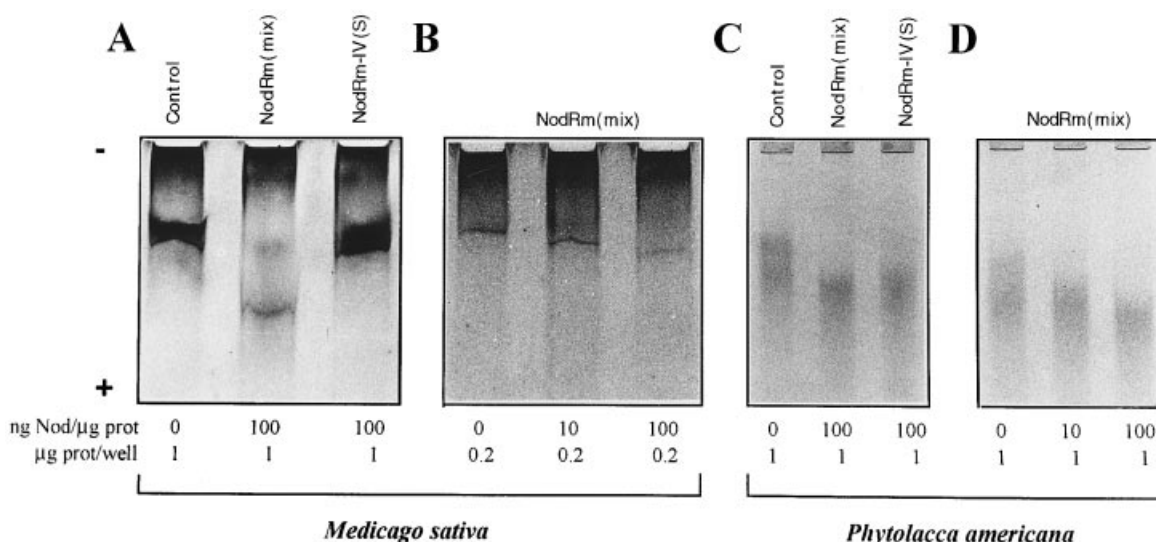 A
Control
NodRm(mix)
NodRm-IV(S)
B
NodRm(mix)
C
Control
NodRm(mix)
NodRm-IV(S)
D
NodRm(mix)
-
+
ng Nod/µg prot 0 100 100 0 10 100 0 100 100 0 10 100
µg prot/well 1 1 1 0.2 0.2 0.2 1 1 1 1 1 1
Medicago sativa Phytolacca americana